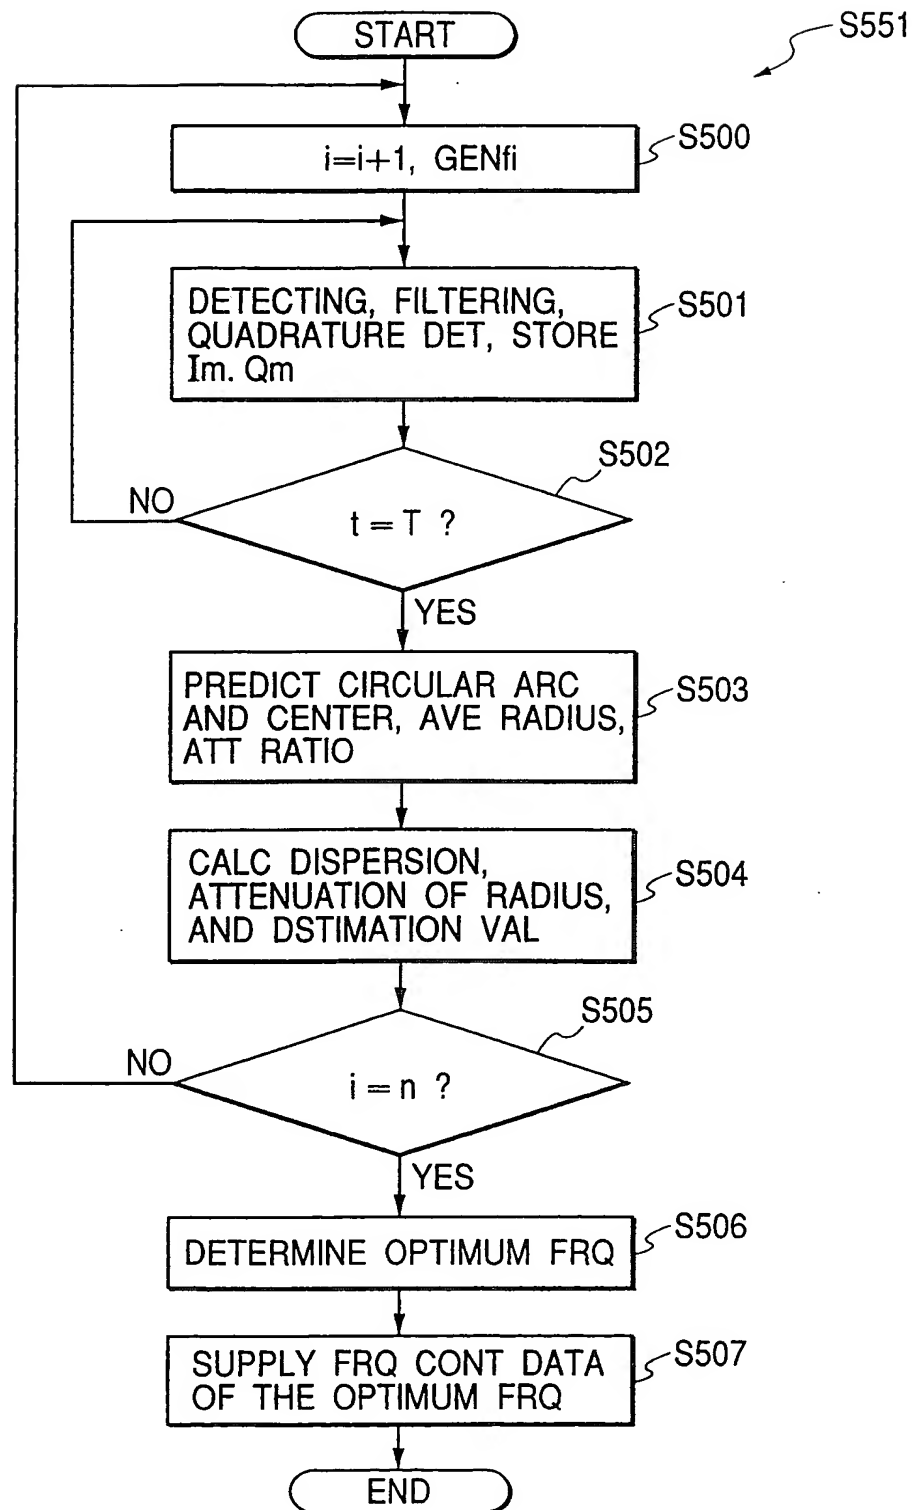 START
S551
i=i+1, GENfi
S500
DETECTING, FILTERING,
QUADRATURE DET, STORE
Im. Qm
S501
S502
NO
t = T ?
YES
PREDICT CIRCULAR ARC
AND CENTER, AVE RADIUS,
ATT RATIO
S503
CALC DISPERSION,
ATTENUATION OF RADIUS,
AND DSTIMATION VAL
S504
S505
NO
i = n ?
YES
DETERMINE OPTIMUM FRQ
S506
SUPPLY FRQ CONT DATA
OF THE OPTIMUM FRQ
S507
END